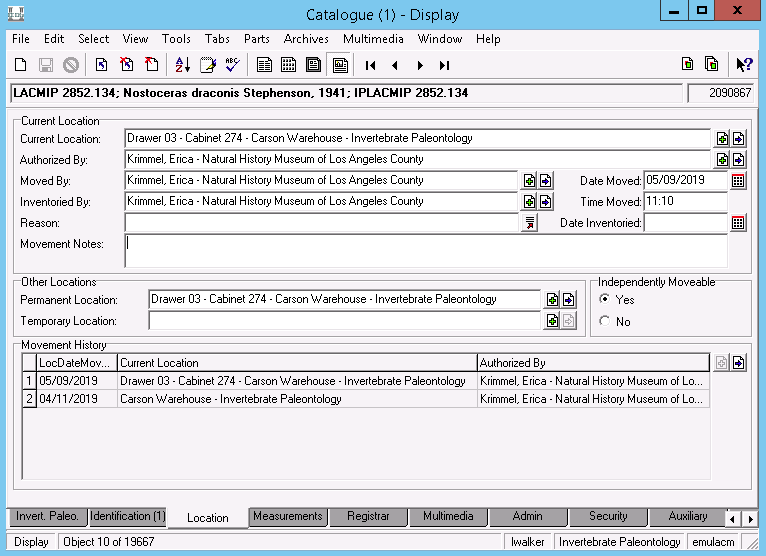 Catalogue (1) - Display
File Edit Select View Tools Tabs Parts Archives Multimedia Window Help
LACMIP 2852.134; Nostoceras draconis Stephenson, 1941; IPLACMIP 2852.134 2090867
Current Location
Current Location: Drawer 03 - Cabinet 274 - Carson Warehouse - Invertebrate Paleontology
Authorized By: Krimmel, Erica - Natural History Museum of Los Angeles County
Moved By: Krimmel, Erica - Natural History Museum of Los Angeles County Date Moved: 05/09/2019
Inventoried By: Krimmel, Erica - Natural History Museum of Los Angeles County Time Moved: 11:10
Reason: Date Inventoried:
Movement Notes:
Other Locations Independently Moveable
Permanent Location: Drawer 03 - Cabinet 274 - Carson Warehouse - Invertebrate Paleontology Yes
Temporary Location: No
Movement History
LocDateMov... Current Location Authorized By
1 05/09/2019 Drawer 03 - Cabinet 274 - Carson Warehouse - Invertebrate Paleontology Krimmel, Erica - Natural History Museum of Lo...
2 04/11/2019 Carson Warehouse - Invertebrate Paleontology Krimmel, Erica - Natural History Museum of Lo...
Invert. Paleo. Identification (1) Location Measurements Registrar Multimedia Admin Security Auxiliary
Display Object 10 of 19667 lwalker Invertebrate Paleontology emulacm